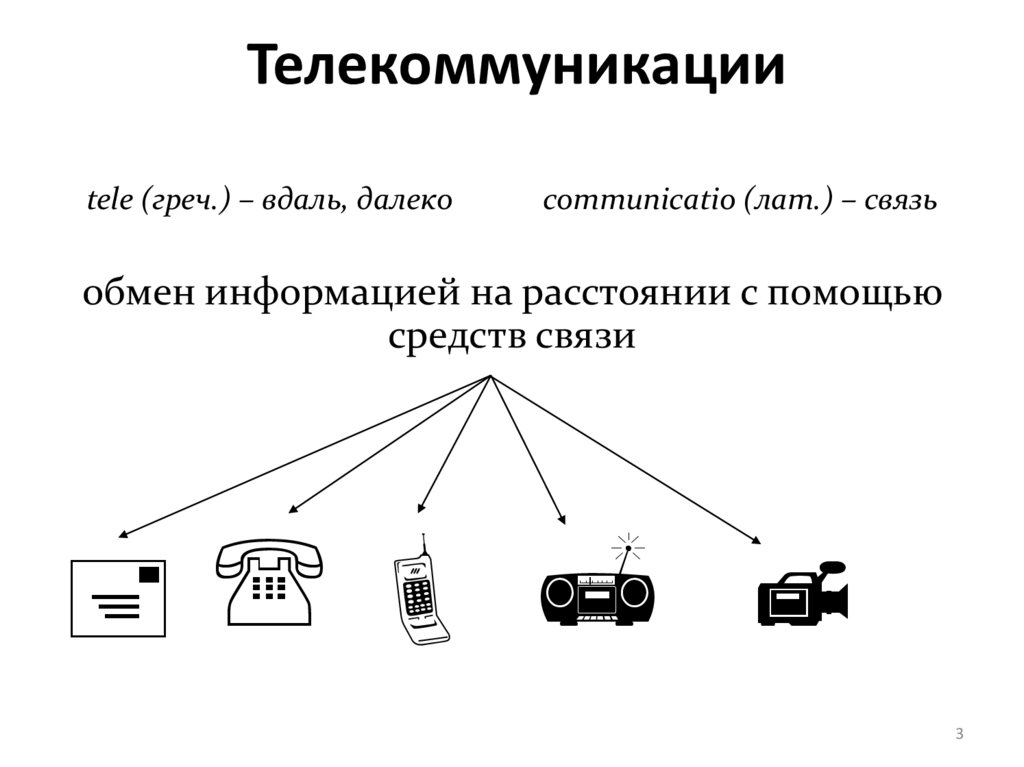 Телекоммуникации
tele (греч.) – вдаль, далеко
communicatio (лат.) – связь
обмен информацией на расстоянии с помощью
средств связи
3